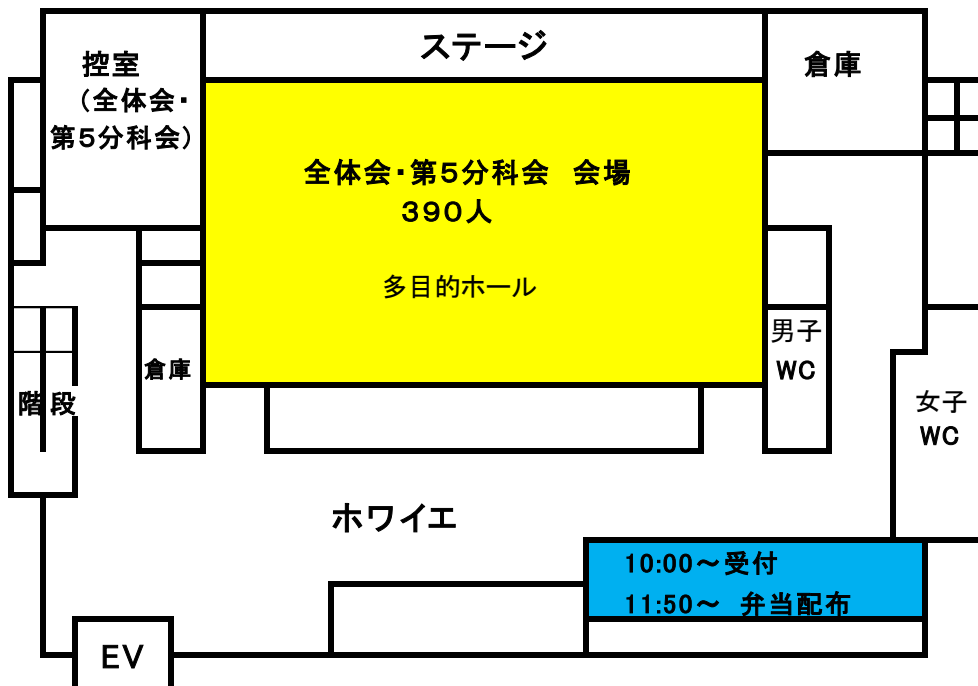 ステージ
控室
（全体会・
第５分科会）
倉庫
全体会・第５分科会　会場
３９０人
多目的ホール
男子
WC
倉庫
階段
女子
WC
ホワイエ
10:00～受付
11:50～　弁当配布
EV